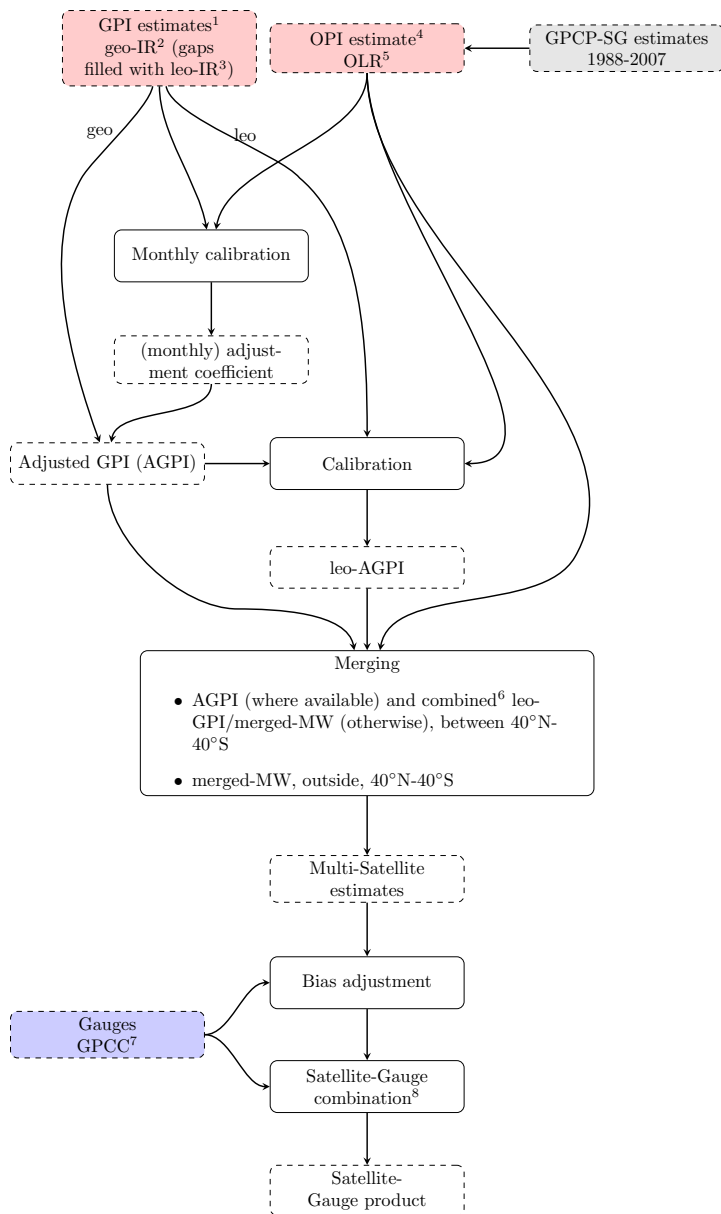 GPI estimates¹
geo-IR² (gaps
filled with leo-IR³)
OPI estimate⁴
OLR⁵
GPCP-SG estimates
1988-2007
geo
leo
Monthly calibration
(monthly) adjust-
ment coefficient
Adjusted GPI (AGPI)
Calibration
leo-AGPI
Merging
• AGPI (where available) and combined⁶ leo-
GPI/merged-MW (otherwise), between 40°N-
40°S
• merged-MW, outside, 40°N-40°S
Multi-Satellite
estimates
Bias adjustment
Gauges
GPCC⁷
Satellite-Gauge
combination⁸
Satellite-
Gauge product